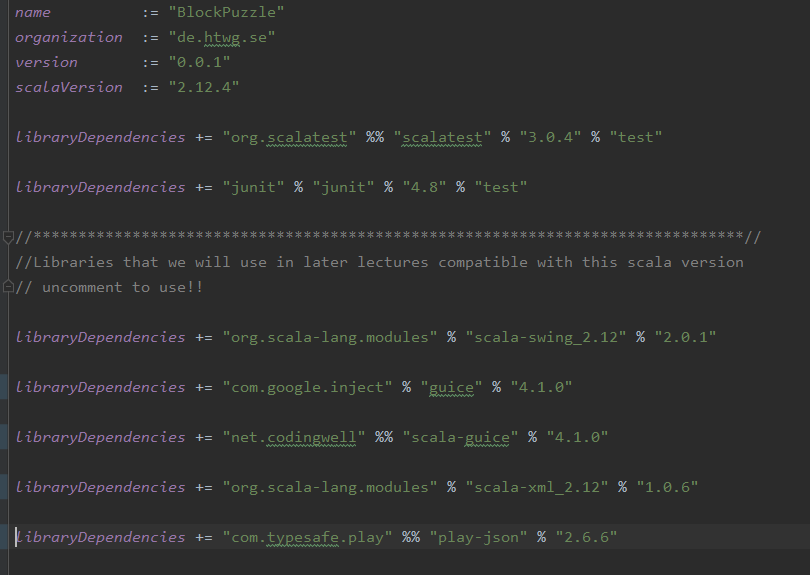 name          := "BlockPuzzle"
organization  := "de.htwg.se"
version       := "0.0.1"
scalaVersion  := "2.12.4"
libraryDependencies += "org.scalatest" %% "scalatest" % "3.0.4" % "test"
libraryDependencies += "junit" % "junit" % "4.8" % "test"
//*******************************************************************************//
//Libraries that we will use in later lectures compatible with this scala version
// uncomment to use!!
libraryDependencies += "org.scala-lang.modules" % "scala-swing_2.12" % "2.0.1"
libraryDependencies += "com.google.inject" % "guice" % "4.1.0"
libraryDependencies += "net.codingwell" %% "scala-guice" % "4.1.0"
libraryDependencies += "org.scala-lang.modules" % "scala-xml_2.12" % "1.0.6"
libraryDependencies += "com.typesafe.play" %% "play-json" % "2.6.6"